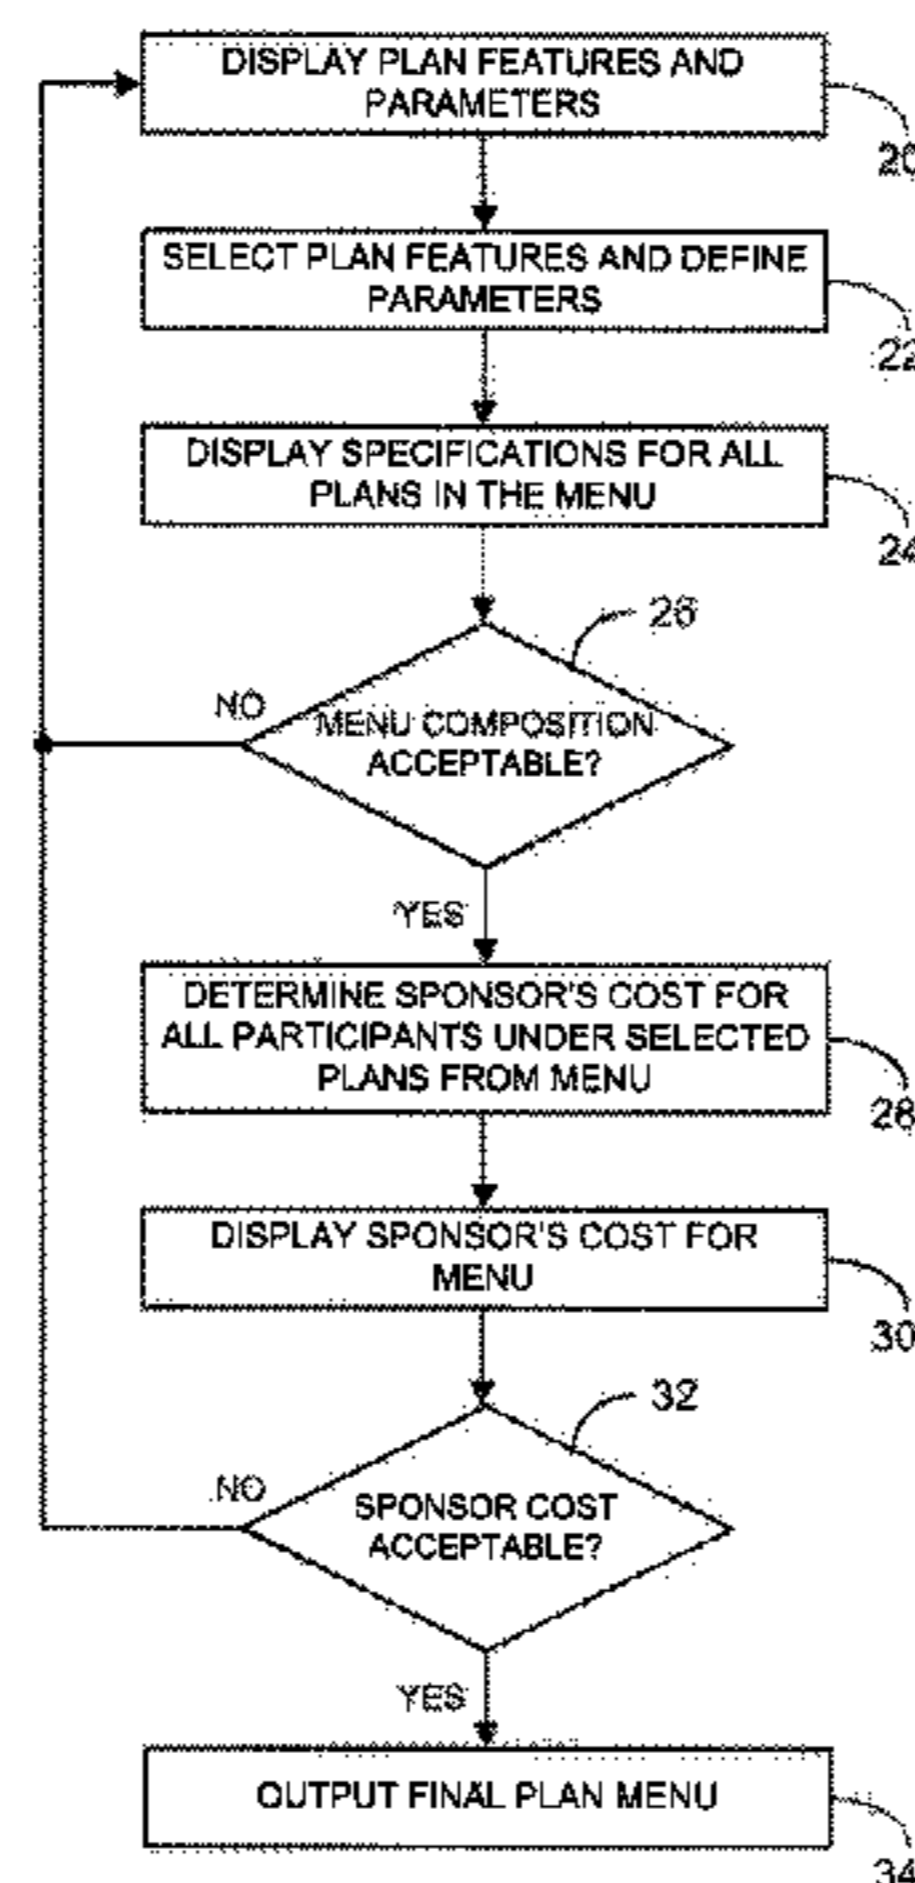 DISPLAY PLAN FEATURES AND
PARAMETERS
20
SELECT PLAN FEATURES AND DEFINE
PARAMETERS
22
DISPLAY SPECIFICATIONS FOR ALL
PLANS IN THE MENU
24
26
NO
MENU COMPOSITION
ACCEPTABLE?
YES
DETERMINE SPONSOR'S COST FOR
ALL PARTICIPANTS UNDER SELECTED
PLANS FROM MENU
28
DISPLAY SPONSOR'S COST FOR
MENU
30
32
NO
SPONSOR COST
ACCEPTABLE?
YES
OUTPUT FINAL PLAN MENU
34